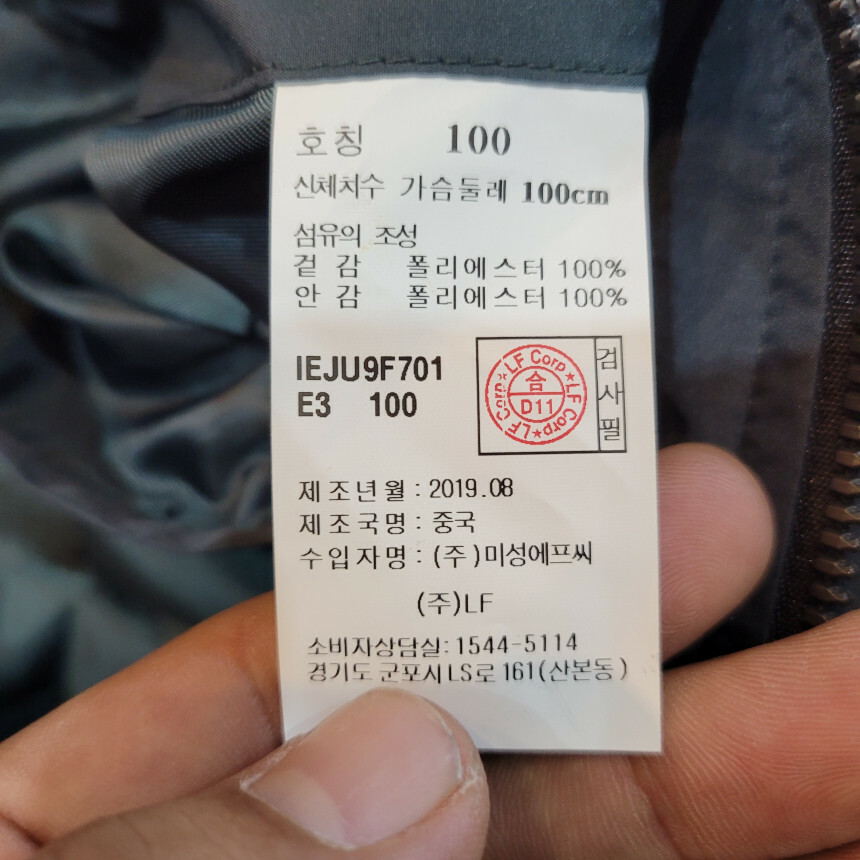 호칭 100
신체치수 가슴둘레 100cm
섬유의 조성
겉 감 폴리에스터 100%
안 감 폴리에스터 100%
IEJU9F701
E3 100
LF Corp★LF Corp★LF Corp★
合
D11
검사필
제조년월 : 2019.08
제조국명 : 중국
수입자명 : (주)미성에프씨
(주)LF
소비자상담실:1544-5114
경기도 군포시 LS로 161(산본동)